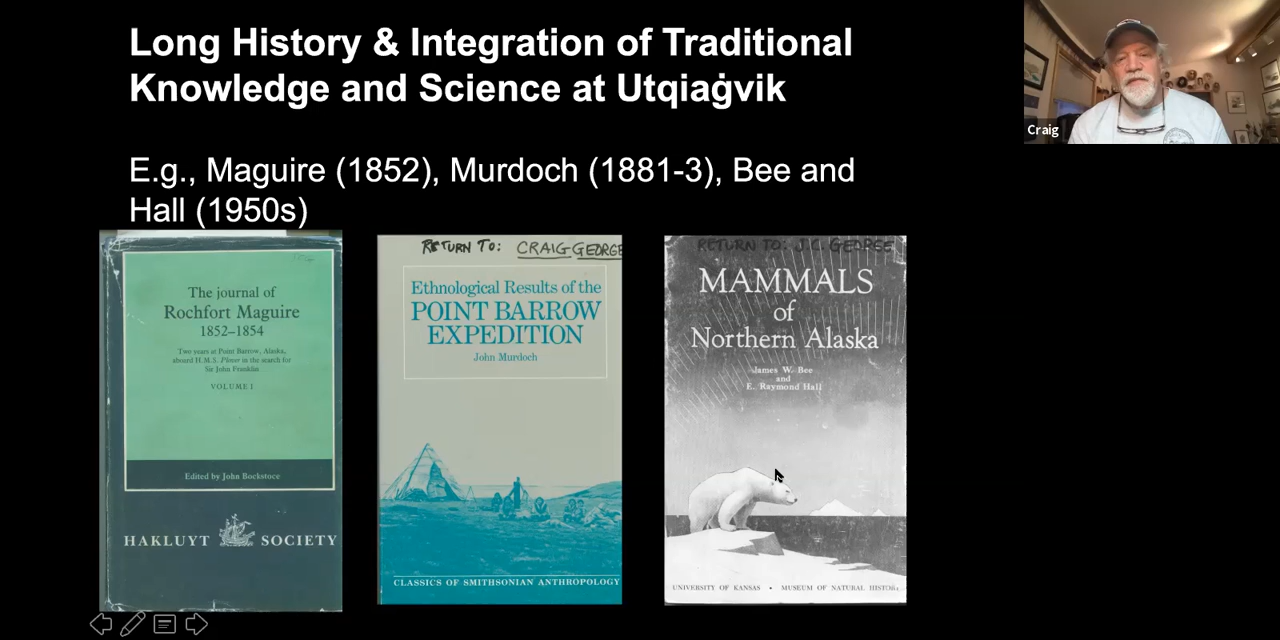 Long History & Integration of Traditional
Knowledge and Science at Utqiaġvik
E.g., Maguire (1852), Murdoch (1881-3), Bee and
Hall (1950s)
Craig
The journal of
Rochfort Maguire
1852–1854
Two years at Point Barrow, Alaska,
aboard H.M.S. Plover in the search for
Sir John Franklin
VOLUME I
Edited by John Bockstoce
HAKLUYT SOCIETY
RETURN TO: CRAIG GEORGE
Ethnological Results of the
POINT BARROW
EXPEDITION
John Murdoch
CLASSICS OF SMITHSONIAN ANTHROPOLOGY
RETURN TO: J.C. GEORGE
MAMMALS
of
Northern Alaska
James W. Bee
and
E. Raymond Hall
UNIVERSITY OF KANSAS • MUSEUM OF NATURAL HISTORY